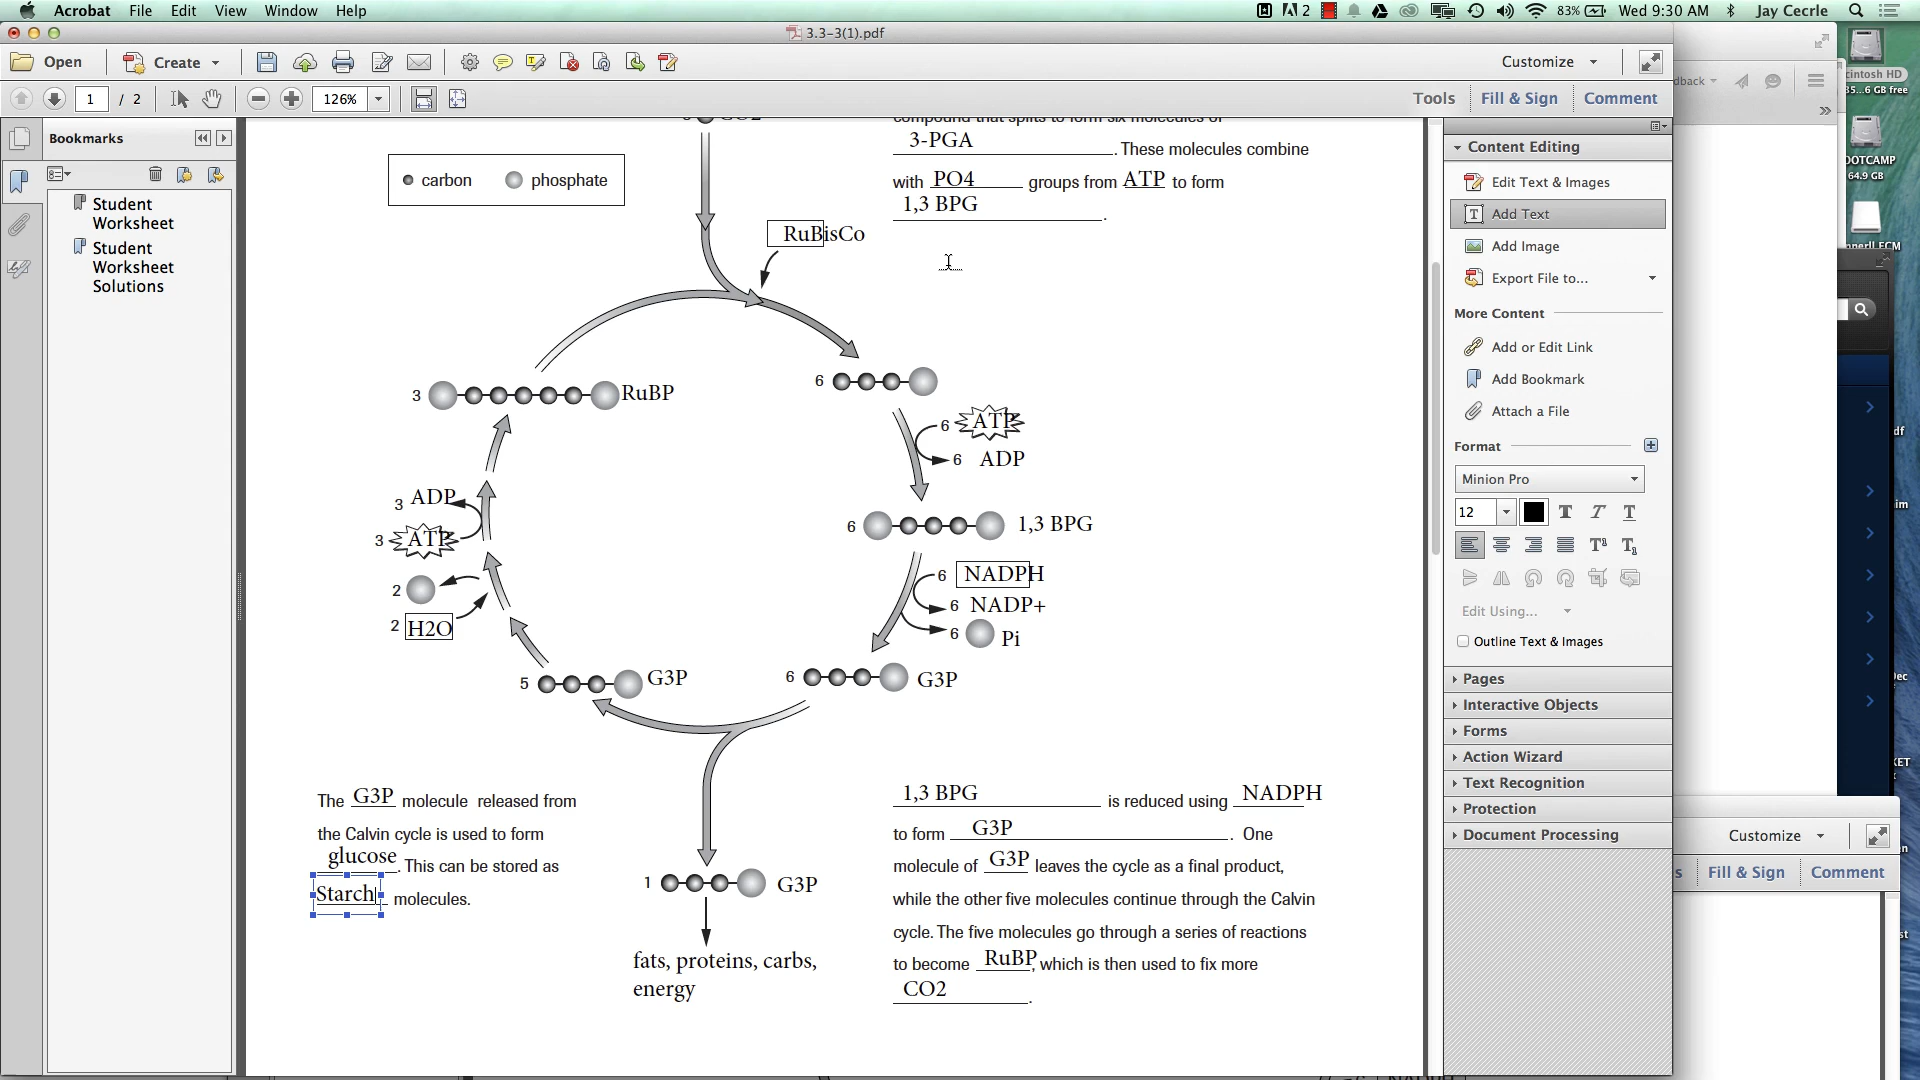 Acrobat File Edit View Window Help
2 83% Wed 9:30 AM Jay Cecrle
3.3-3(1).pdf
Open Create Customize
1 / 2 126% Tools Fill & Sign Comment
Bookmarks
Student
Worksheet
Student
Worksheet
Solutions
carbon phosphate
compound that splits to form six molecules of
3-PGA
. These molecules combine
with PO4 groups from ATP to form
1,3 BPG
.
RuBisCo
3 RuBP
6
6 ATP
6 ADP
3 ADP
3 ATP
6 1,3 BPG
2
2 H2O
6 NADPH
6 NADP+
6 Pi
5 G3P
6 G3P
The G3P molecule released from
the Calvin cycle is used to form
glucose. This can be stored as
Starch molecules.
1 G3P
fats, proteins, carbs,
energy
1,3 BPG is reduced using NADPH
to form G3P. One
molecule of G3P leaves the cycle as a final product,
while the other five molecules continue through the Calvin
cycle. The five molecules go through a series of reactions
to become RuBP, which is then used to fix more
CO2
.
Content Editing
Edit Text & Images
Add Text
Add Image
Export File to...
More Content
Add or Edit Link
Add Bookmark
Attach a File
Format
Minion Pro
12
Edit Using...
Outline Text & Images
Pages
Interactive Objects
Forms
Action Wizard
Text Recognition
Protection
Document Processing
Customize
Fill & Sign Comment
cintosh HD
35...6 GB free
OOTCAMP
64.9 GB